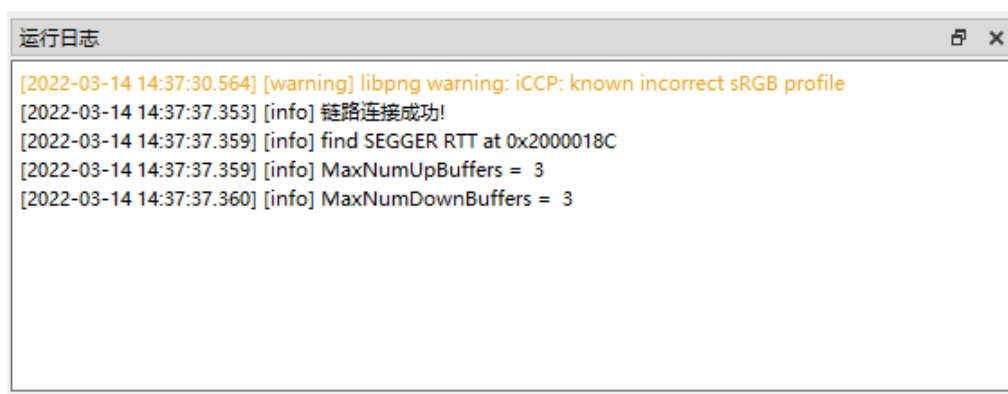 运行日志
[2022-03-14 14:37:30.564] [warning] libpng warning: iCCP: known incorrect sRGB profile
[2022-03-14 14:37:37.353] [info] 链路连接成功!
[2022-03-14 14:37:37.359] [info] find SEGGER RTT at 0x2000018C
[2022-03-14 14:37:37.359] [info] MaxNumUpBuffers =  3
[2022-03-14 14:37:37.360] [info] MaxNumDownBuffers =  3